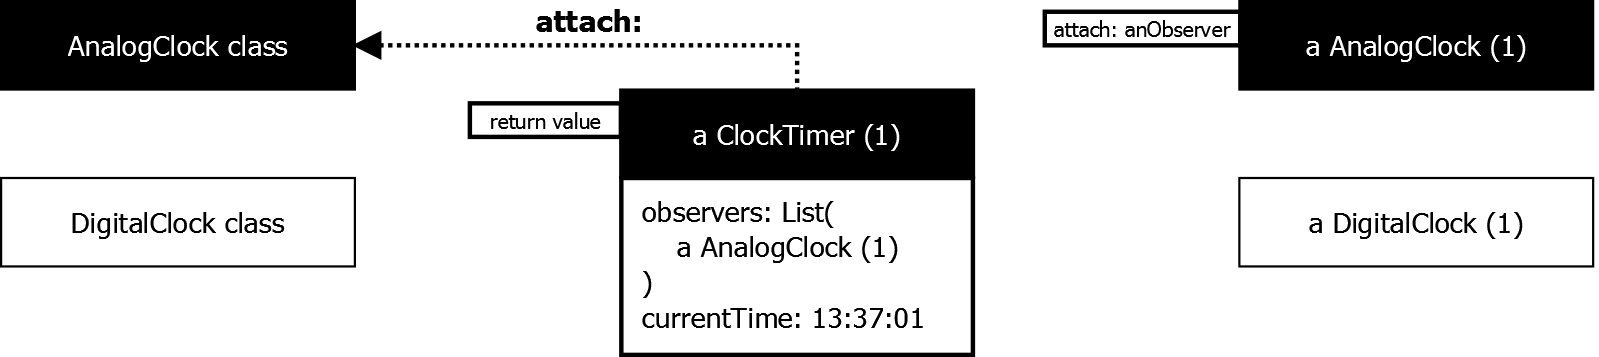 attach:
AnalogClock class
attach: anObserver
a AnalogClock (1)
return value
a ClockTimer (1)
DigitalClock class
observers: List(
a AnalogClock (1)
)
currentTime: 13:37:01
a DigitalClock (1)